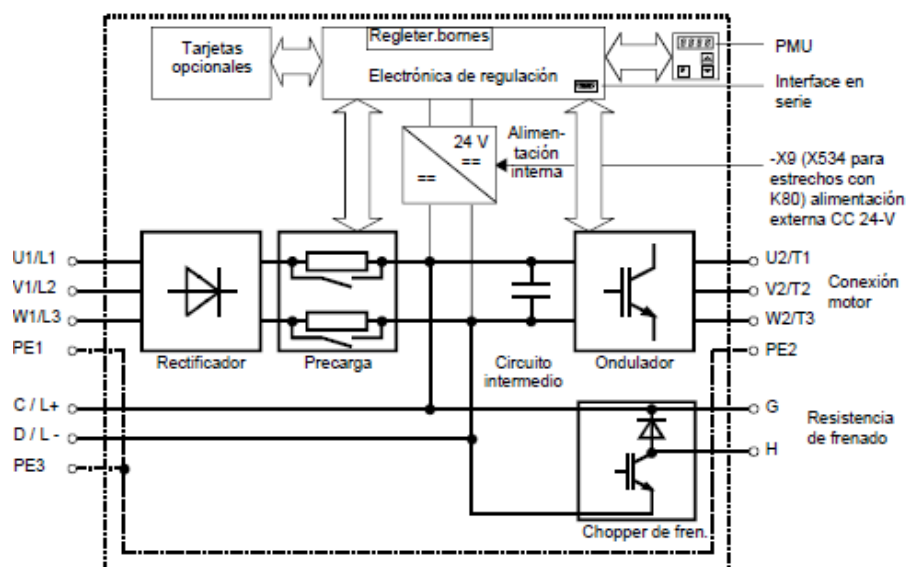 Tarjetas
opcionales
Regleter.bornes
Electrónica de regulación
PMU
Interface en
serie
24 V
==
==
Alimen-
tación
interna
-X9 (X534 para
estrechos con
K80) alimentación
externa CC 24-V
U1/L1
V1/L2
W1/L3
PE1
Rectificador
Precarga
Circuito
intermedio
Ondulador
U2/T1
V2/T2
W2/T3
PE2
Conexión
motor
C / L+
D / L -
PE3
G
H
Resistencia
de frenado
Chopper de fren.